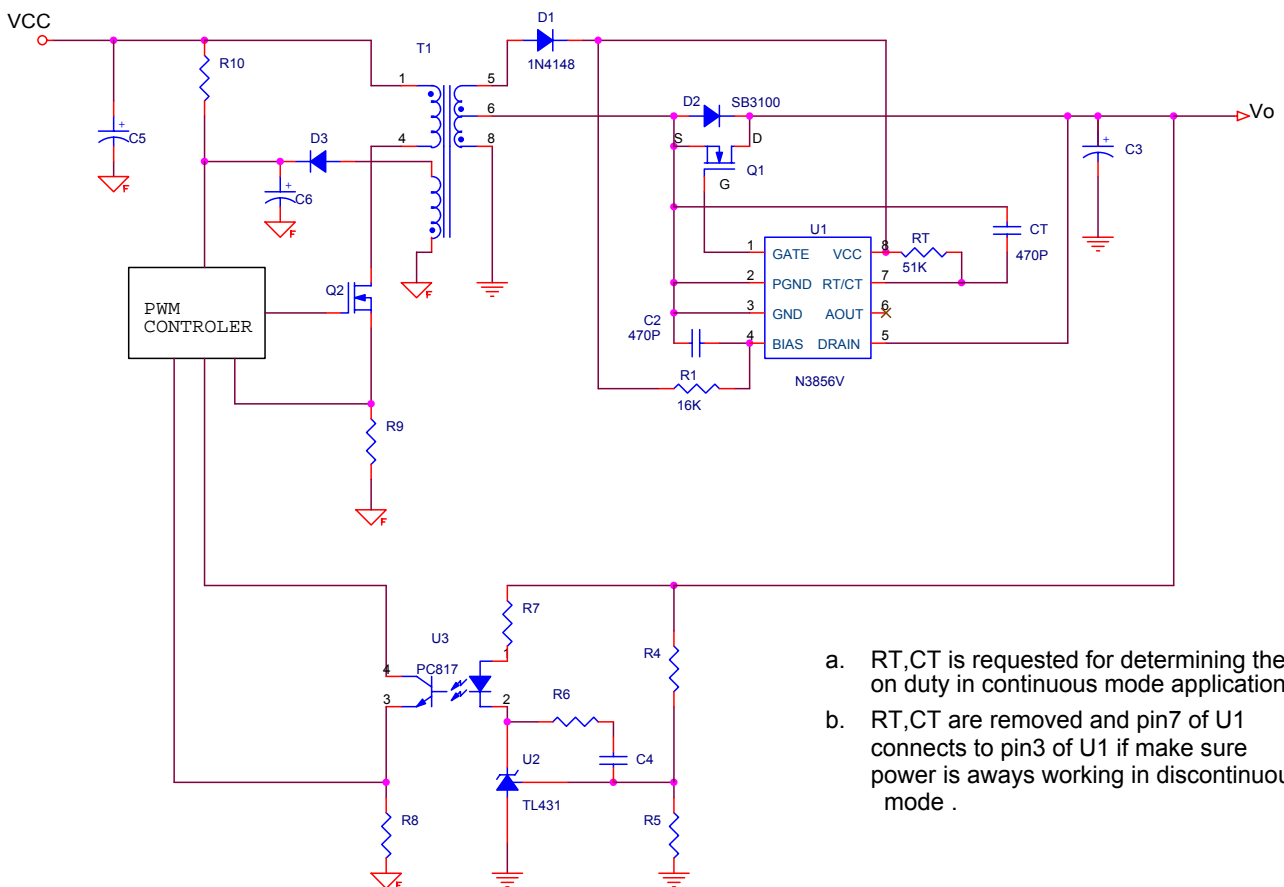 VCC
D1
T1
R10
1N4148
1
5
D2
SB3100
6
Vo
C5
D3
4
8
S
D
C3
Q1
G
C6
F
F
U1
CT
RT
470P
1
GATE
VCC
8
51K
F
Q2
2
PGND
RT/CT
7
PWM
CONTROLER
C2
3
GND
AOUT
6
470P
4
BIAS
DRAIN
5
R1
N3856V
16K
R9
F
R7
U3
1
R4
4
PC817
a. RT,CT is requested for determining the
on duty in continuous mode application
3
2
R6
b. RT,CT are removed and pin7 of U1
connects to pin3 of U1 if make sure
U2
C4
power is aways working in discontinuou
TL431
mode .
R8
R5
F